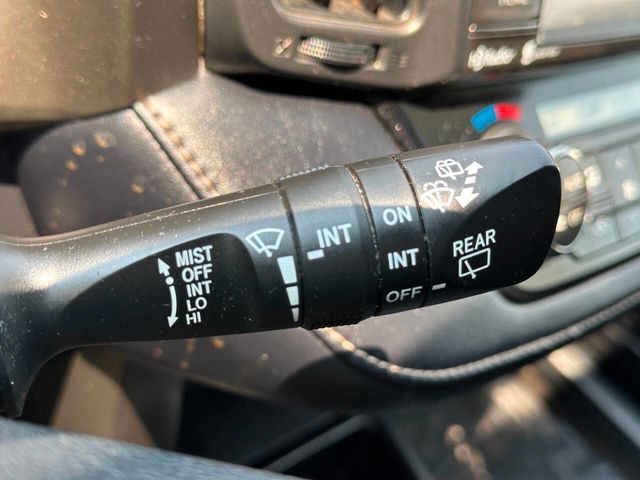 MIST
OFF
INT
LO
HI
INT
ON
INT
OFF
REAR